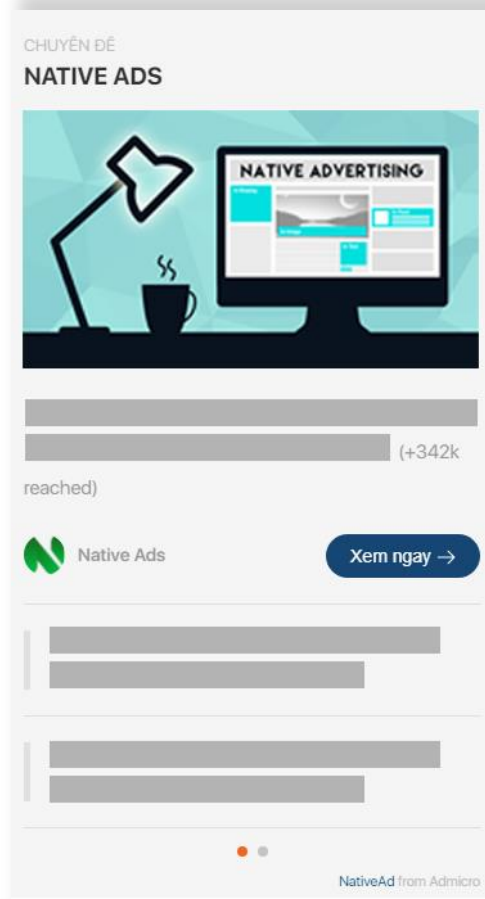 CHUYÊN ĐỀ
NATIVE ADS
NATIVE ADVERTISING
(+342k
reached)
Native Ads
Xem ngay →
NativeAd from Admicro